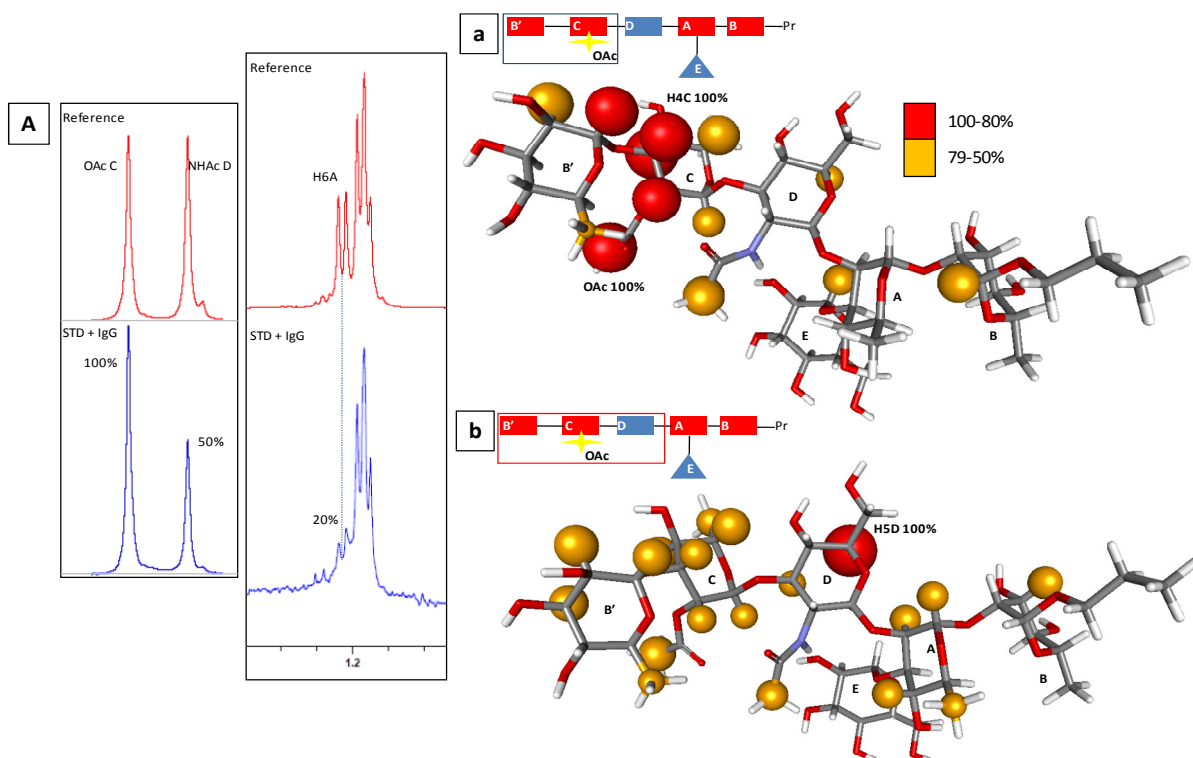 A
Reference
OAc C
NHAc D
STD + IgG
100%
50%
Reference
H6A
STD + IgG
20%
1.2
a
B’ C D A B Pr
OAc
E
H4C 100%
B’
C
D
OAc 100%
A
E
B
100-80%
79-50%
b
B’ C D A B Pr
OAc
E
H5D 100%
C
D
B’
A
E
B